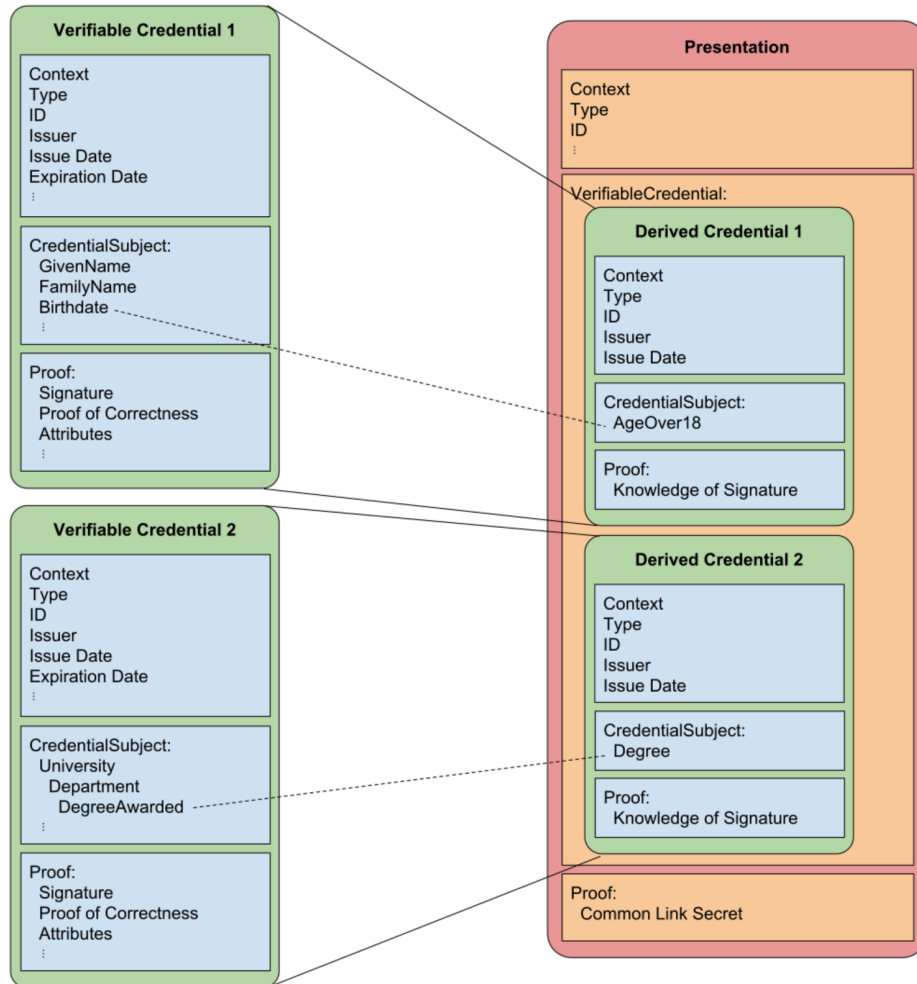 Verifiable Credential 1
Context
Type
ID
Issuer
Issue Date
Expiration Date
⋮
CredentialSubject:
GivenName
FamilyName
Birthdate
⋮
Proof:
Signature
Proof of Correctness
Attributes
⋮
Verifiable Credential 2
Context
Type
ID
Issuer
Issue Date
Expiration Date
⋮
CredentialSubject:
University
Department
DegreeAwarded
⋮
Proof:
Signature
Proof of Correctness
Attributes
⋮
Presentation
Context
Type
ID
⋮
VerifiableCredential:
Derived Credential 1
Context
Type
ID
Issuer
Issue Date
CredentialSubject:
AgeOver18
Proof:
Knowledge of Signature
Derived Credential 2
Context
Type
ID
Issuer
Issue Date
CredentialSubject:
Degree
Proof:
Knowledge of Signature
Proof:
Common Link Secret